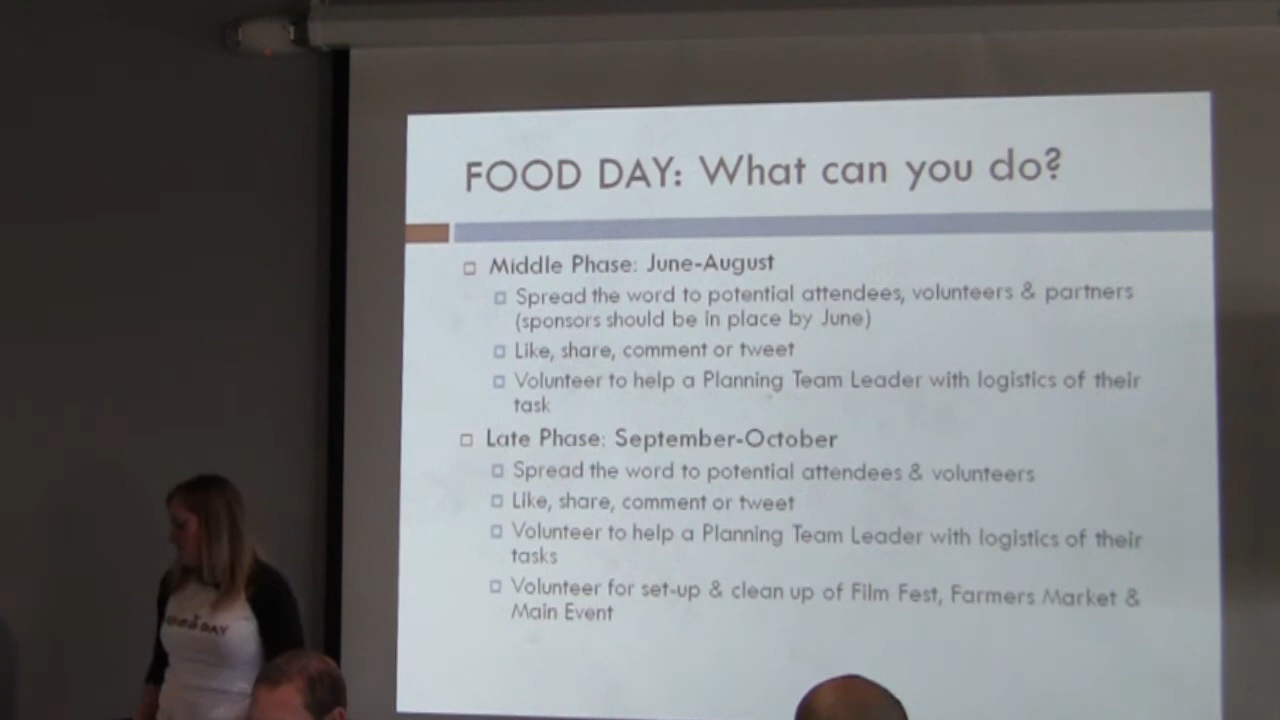 FOOD DAY: What can you do?
Middle Phase: June-August
Spread the word to potential attendees, volunteers & partners
(sponsors should be in place by June)
Like, share, comment or tweet
Volunteer to help a Planning Team Leader with logistics of their
task
Late Phase: September-October
Spread the word to potential attendees & volunteers
Like, share, comment or tweet
Volunteer to help a Planning Team Leader with logistics of their
tasks
Volunteer for set-up & clean up of Film Fest, Farmers Market &
Main Event
DAY